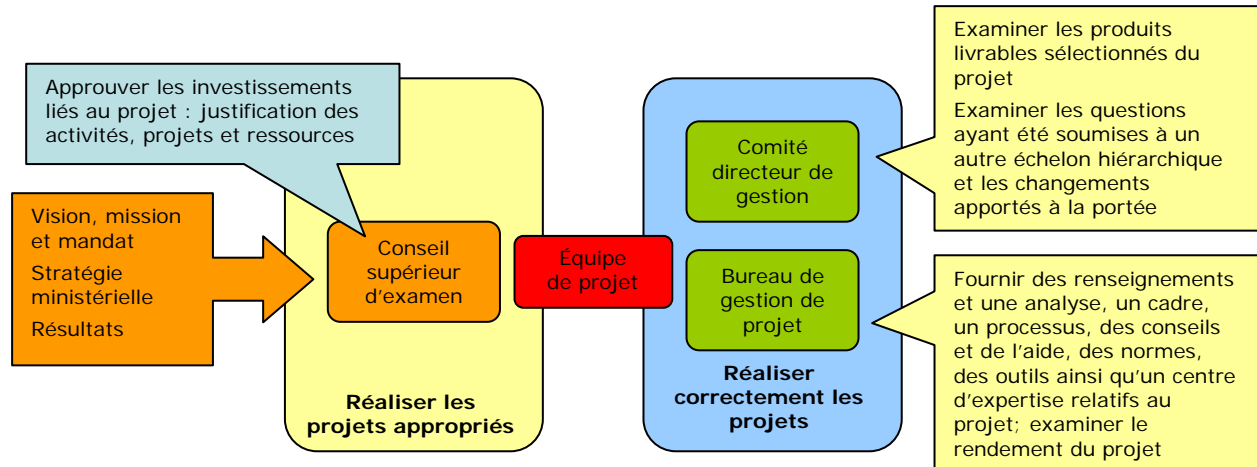 Approuver les investissements
liés au projet : justification des
activités, projets et ressources
Vision, mission
et mandat
Stratégie
ministérielle
Résultats
Conseil
supérieur
d'examen
Réaliser les
projets appropriés
Équipe
de projet
Comité
directeur de
gestion
Bureau de
gestion de
projet
Réaliser
correctement les
projets
Examiner les produits
livrables sélectionnés du
projet
Examiner les questions
ayant été soumises à un
autre échelon hiérarchique
et les changements
apportés à la portée
Fournir des renseignements
et une analyse, un cadre,
un processus, des conseils
et de l'aide, des normes,
des outils ainsi qu'un centre
d'expertise relatifs au
projet; examiner le
rendement du projet